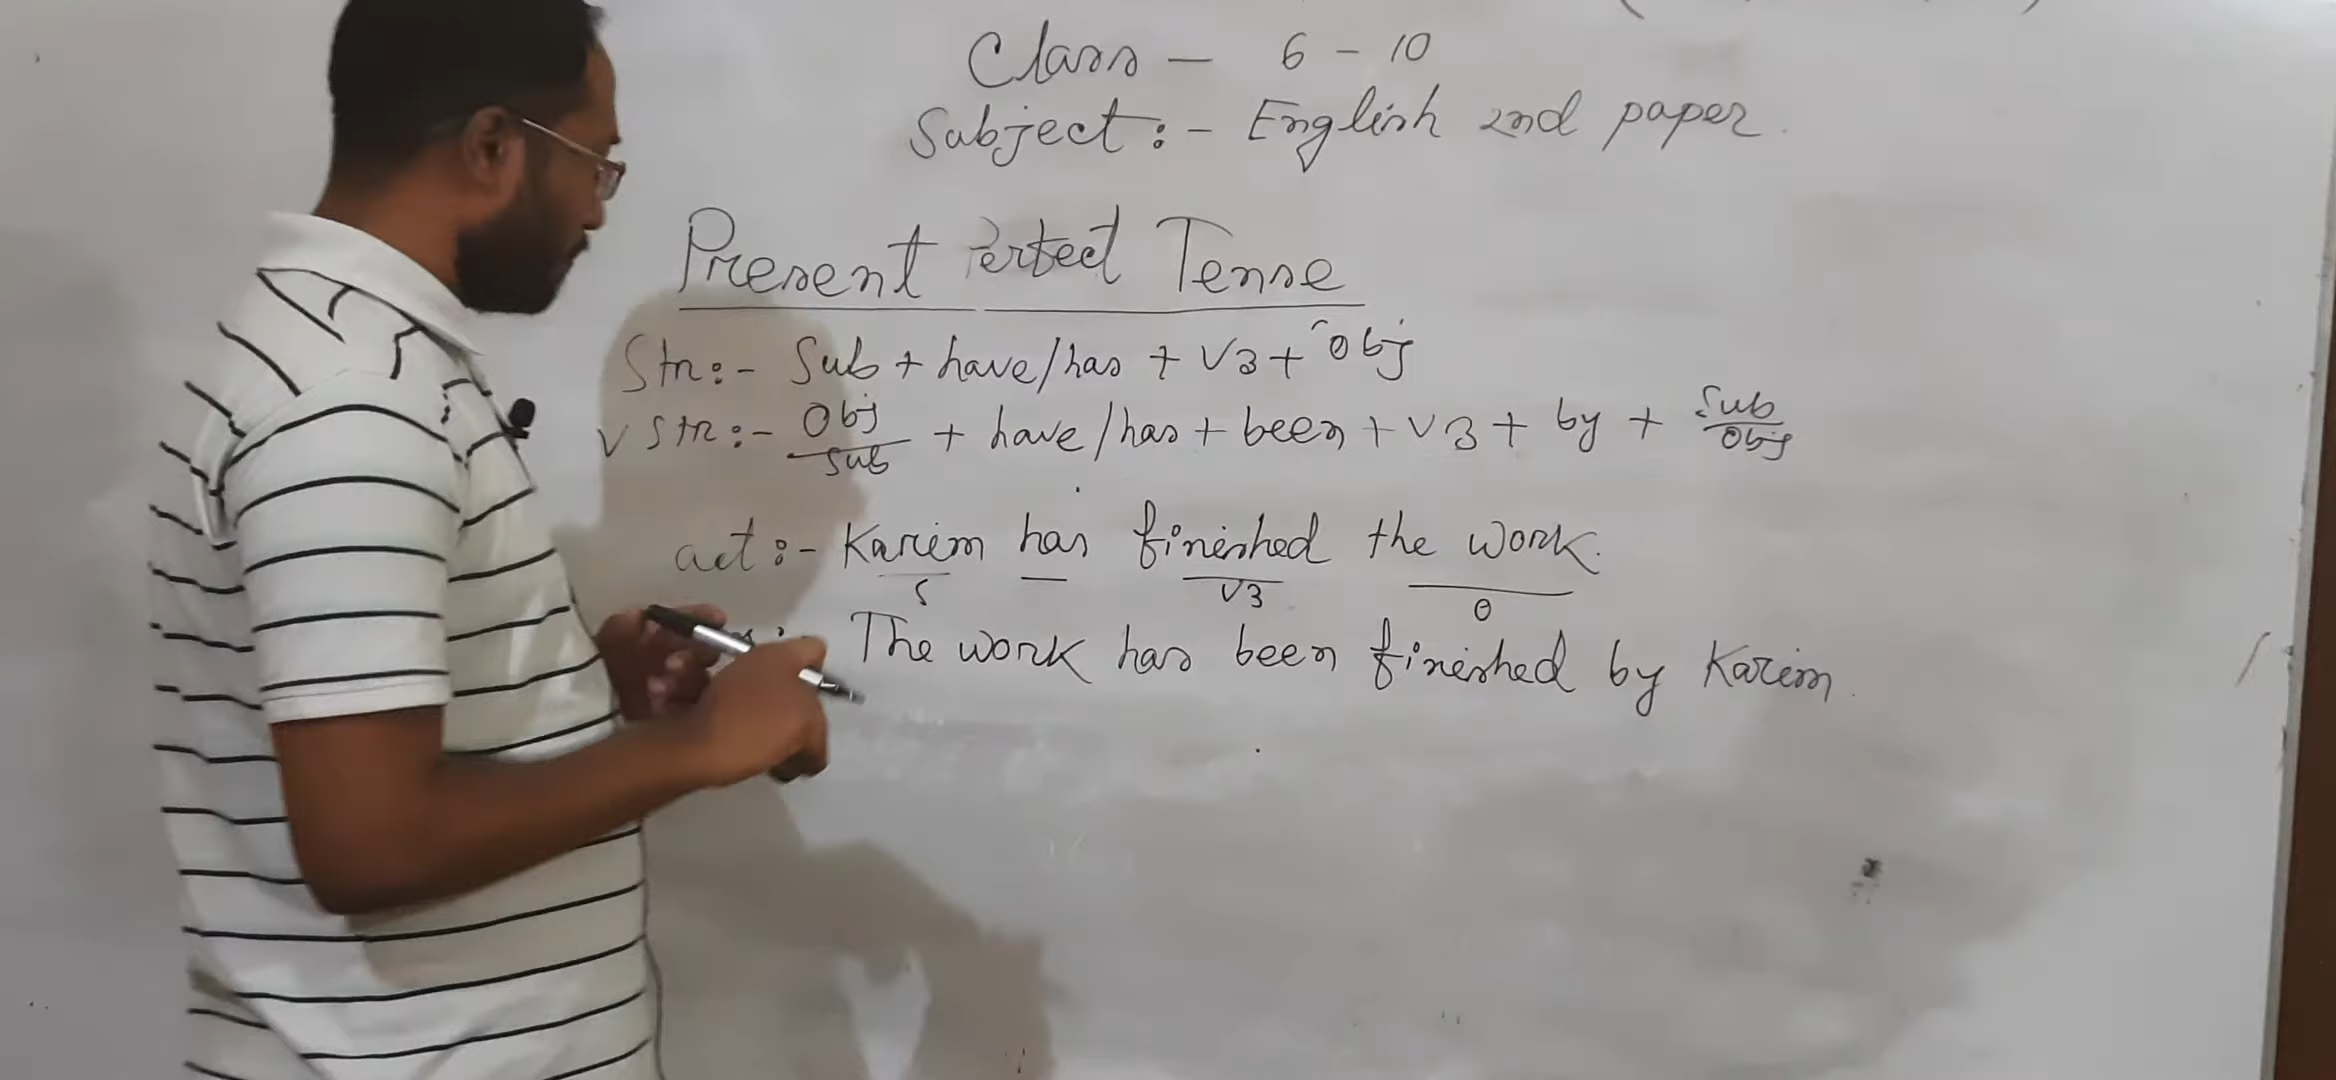 Class - 6 - 10
Subject :- English 2nd paper.
Present Perfect Tense
Str :- Sub + have/has + V3 + Obj
V Str :- Obj/Sub + have/has + been + V3 + by + Sub/Obj
act :- Karim has finished the work.
S V3 O
The work has been finished by Karim.